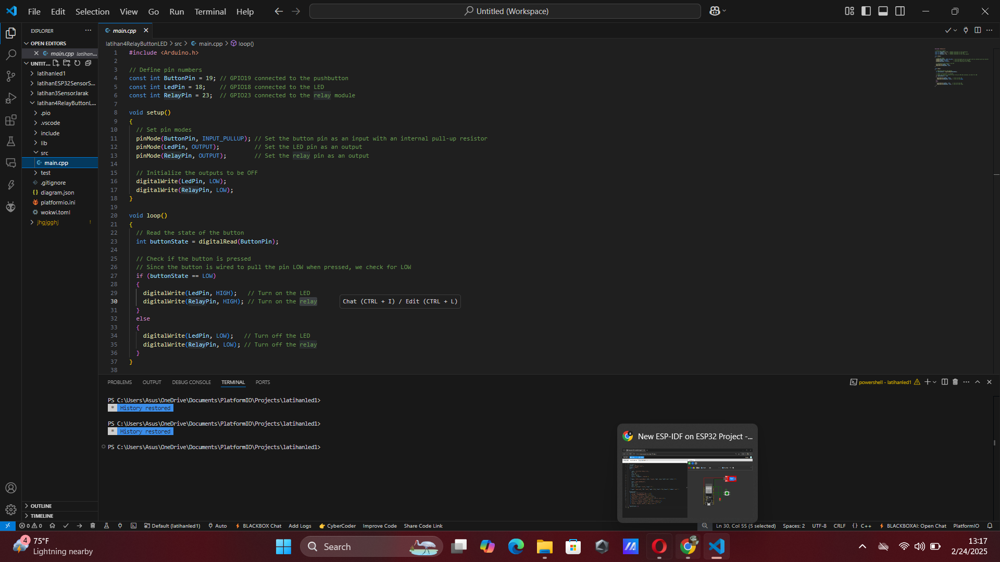 File Edit Selection View Go Run Terminal Help
Untitled (Workspace)
EXPLORER
OPEN EDITORS
main.cpp latihan...
UNTIT...
latihanled1
latihanESP32SensorS...
latihan3SensorJarak
latihan4RelayButtonL...
.pio
.vscode
include
lib
src
main.cpp
test
.gitignore
diagram.json
platformio.ini
wokwi.toml
jhgjgghj !
OUTLINE
TIMELINE
main.cpp
latihan4RelayButtonLED > src > main.cpp > loop()
1 #include <Arduino.h>
2
3 // Define pin numbers
4 const int ButtonPin = 19; // GPIO19 connected to the pushbutton
5 const int LedPin = 18; // GPIO18 connected to the LED
6 const int RelayPin = 23; // GPIO23 connected to the relay module
7
8 void setup()
9 {
10 // Set pin modes
11 pinMode(ButtonPin, INPUT_PULLUP); // Set the button pin as an input with an internal pull-up resistor
12 pinMode(LedPin, OUTPUT); // Set the LED pin as an output
13 pinMode(RelayPin, OUTPUT); // Set the relay pin as an output
14
15 // Initialize the outputs to be OFF
16 digitalWrite(LedPin, LOW);
17 digitalWrite(RelayPin, LOW);
18 }
19
20 void loop()
21 {
22 // Read the state of the button
23 int buttonState = digitalRead(ButtonPin);
24
25 // Check if the button is pressed
26 // Since the button is wired to pull the pin LOW when pressed, we check for LOW
27 if (buttonState == LOW)
28 {
29 digitalWrite(LedPin, HIGH); // Turn on the LED
30 digitalWrite(RelayPin, HIGH); // Turn on the relay
Chat (CTRL + I) / Edit (CTRL + L)
31 }
32 else
33 {
34 digitalWrite(LedPin, LOW); // Turn off the LED
35 digitalWrite(RelayPin, LOW); // Turn off the relay
36 }
37 }
38
PROBLEMS OUTPUT DEBUG CONSOLE TERMINAL PORTS
powershell - latihanled1
PS C:\Users\Asus\OneDrive\Documents\PlatformIO\Projects\latihanled1>
* History restored
PS C:\Users\Asus\OneDrive\Documents\PlatformIO\Projects\latihanled1>
* History restored
PS C:\Users\Asus\OneDrive\Documents\PlatformIO\Projects\latihanled1>
New ESP-IDF on ESP32 Project -...
0 0 Default (latihanled1) Auto BLACKBOX Chat Add Logs CyberCoder Improve Code Share Code Link
Ln 30, Col 55 (5 selected) Spaces: 2 UTF-8 CRLF {} C++ BLACKBOXAI: Open Chat PlatformIO
4
75°F
Lightning nearby
Search
13:17
2/24/2025